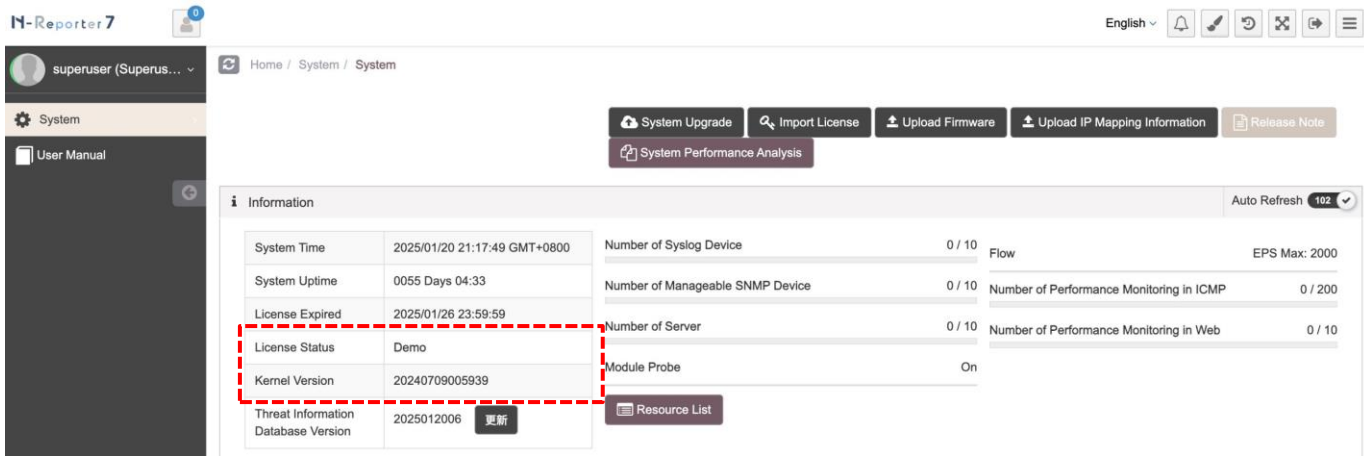 N-Reporter 7
0
English
superuser (Superus...
Home / System / System
System
User Manual
System Upgrade
Import License
Upload Firmware
Upload IP Mapping Information
Release Note
System Performance Analysis
i Information
Auto Refresh 102
System Time 2025/01/20 21:17:49 GMT+0800
System Uptime 0055 Days 04:33
License Expired 2025/01/26 23:59:59
License Status Demo
Kernel Version 20240709005939
Threat Information
Database Version
2025012006 更新
Number of Syslog Device 0 / 10
Number of Manageable SNMP Device 0 / 10
Number of Server 0 / 10
Module Probe On
Resource List
Flow EPS Max: 2000
Number of Performance Monitoring in ICMP 0 / 200
Number of Performance Monitoring in Web 0 / 10